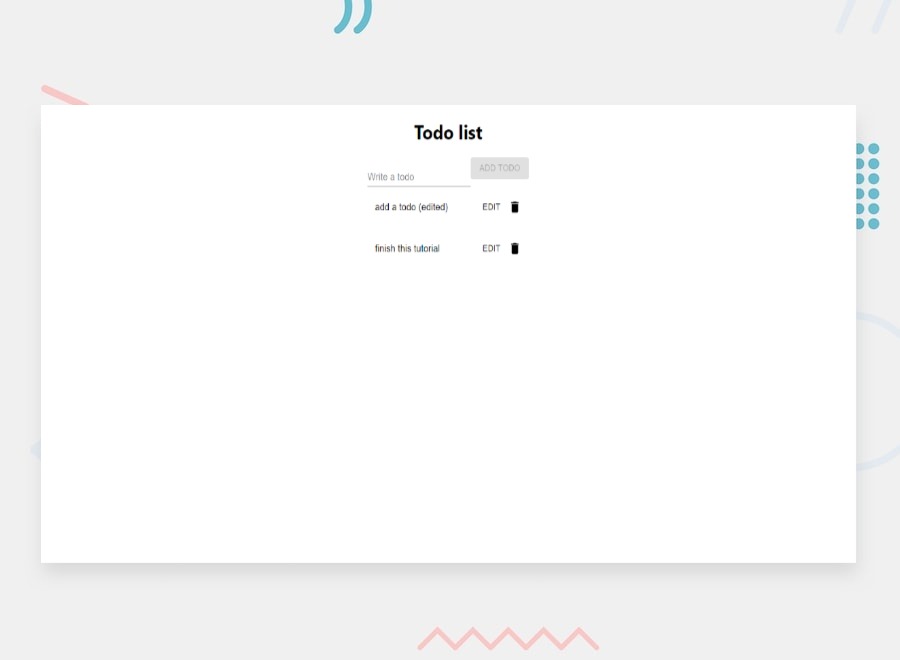 Todo list
Write a todo
ADD TODO
add a todo (edited) EDIT
finish this tutorial EDIT